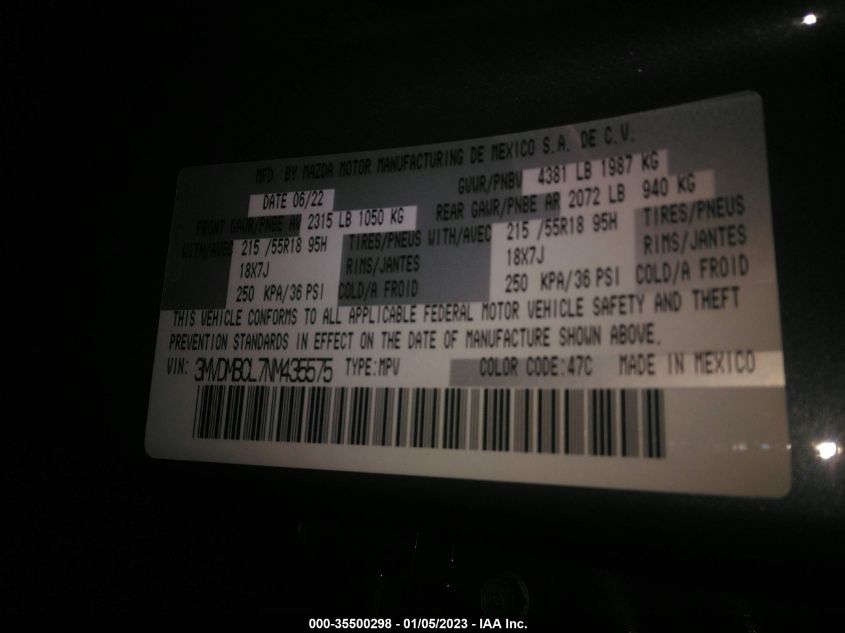 MFD. BY MAZDA MOTOR MANUFACTURING DE MEXICO S.A. DE C.V.
DATE 06/22 GVWR/PNBV 4381 LB 1987 KG
FRONT GAWR/PNBE AV 2315 LB 1050 KG REAR GAWR/PNBE AR 2072 LB 940 KG
WITH/AVEC 215 /55R18 95H TIRES/PNEUS WITH/AVEC 215 /55R18 95H TIRES/PNEUS
18X7J RIMS/JANTES 18X7J RIMS/JANTES
250 KPA/36 PSI COLD/A FROID 250 KPA/36 PSI COLD/A FROID
THIS VEHICLE CONFORMS TO ALL APPLICABLE FEDERAL MOTOR VEHICLE SAFETY AND THEFT
PREVENTION STANDARDS IN EFFECT ON THE DATE OF MANUFACTURE SHOWN ABOVE.
VIN: 3MVDMBCL7NM435575 TYPE:MPV COLOR CODE:47C MADE IN MEXICO
000-35500298 - 01/05/2023 - IAA Inc.